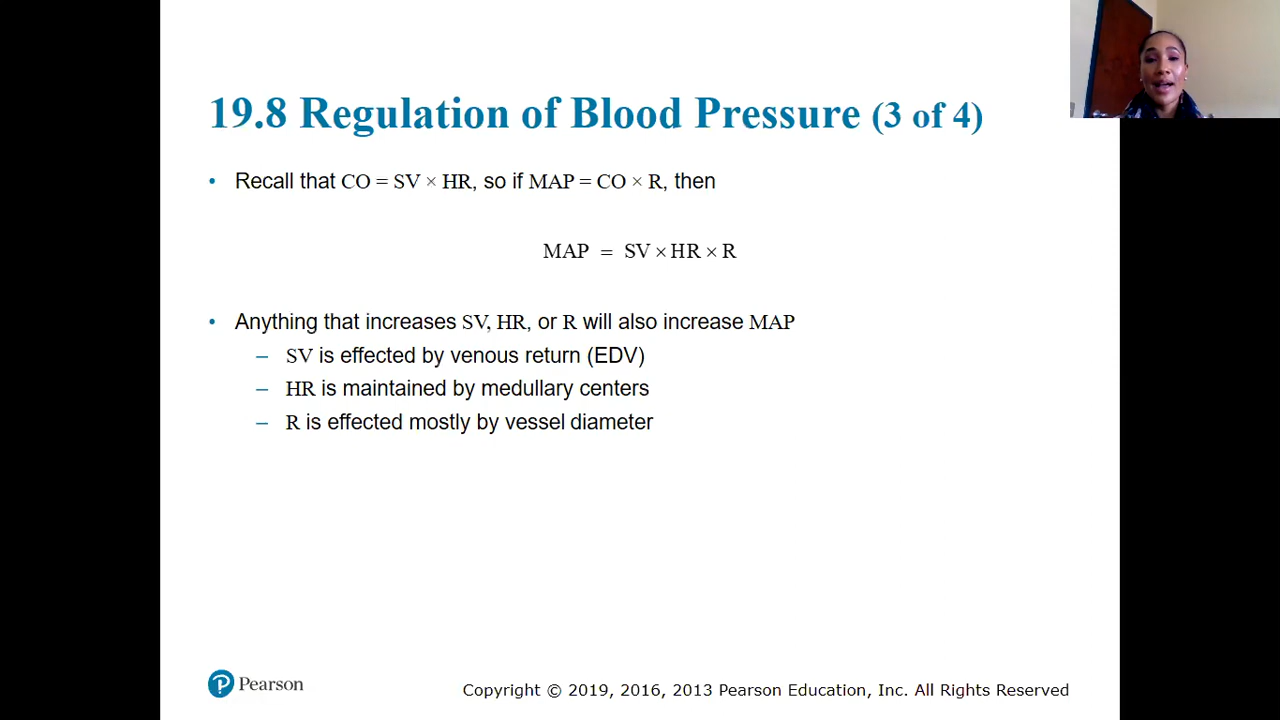 19.8 Regulation of Blood Pressure (3 of 4)
• Recall that CO = SV × HR, so if MAP = CO × R, then
MAP = SV × HR × R
• Anything that increases SV, HR, or R will also increase MAP
– SV is effected by venous return (EDV)
– HR is maintained by medullary centers
– R is effected mostly by vessel diameter
Pearson
Copyright © 2019, 2016, 2013 Pearson Education, Inc. All Rights Reserved